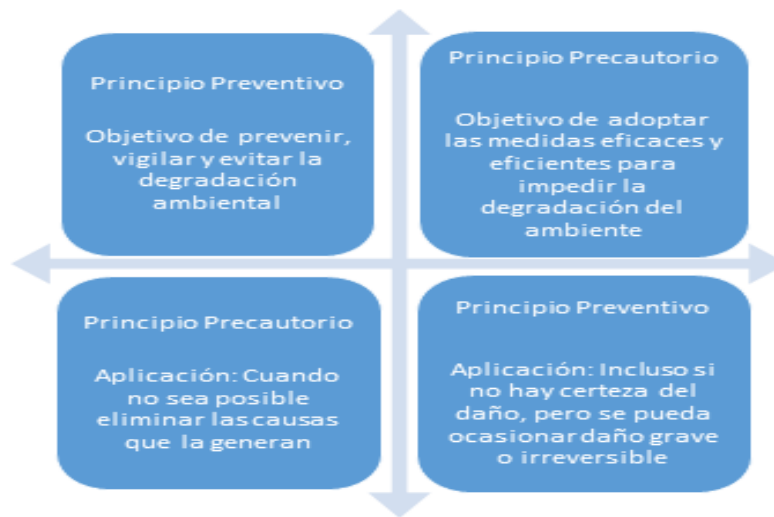 Principio Preventivo
Objetivo de prevenir,
vigilar y evitar la
degradación
ambiental
Principio Precautorio
Objetivo de adoptar
las medidas eficaces y
eficientes para
impedir la
degradación del
ambiente
Principio Precautorio
Aplicación: Cuando
no sea posible
eliminar las causas
que la generan
Principio Preventivo
Aplicación: Incluso si
no hay certeza del
daño, pero se pueda
ocasionar daño grave
o irreversible